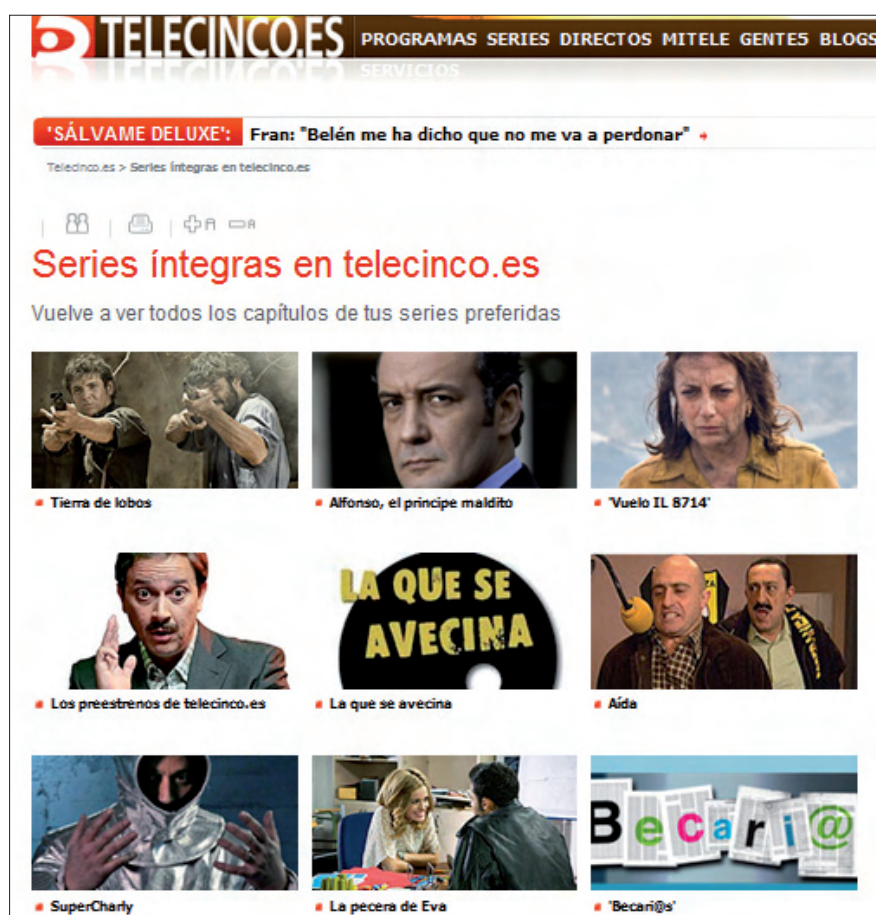 TELECINCO.ES PROGRAMAS SERIES DIRECTOS MITELE GENTE5 BLOGS
SERVICIOS
'SÁLVAME DELUXE': Fran: "Belén me ha dicho que no me va a perdonar"
Telecinco.es > Series íntegras en telecinco.es
A A
Series íntegras en telecinco.es
Vuelve a ver todos los capítulos de tus series preferidas
Tierra de lobos
Alfonso, el principe maldito
'Vuelo IL 8714'
LA QUE SE
AVECINA
Los preestrenos de telecinco.es
La que se avecina
Aída
Becari@
SuperCharly
La pecera de Eva
'Becari@s'